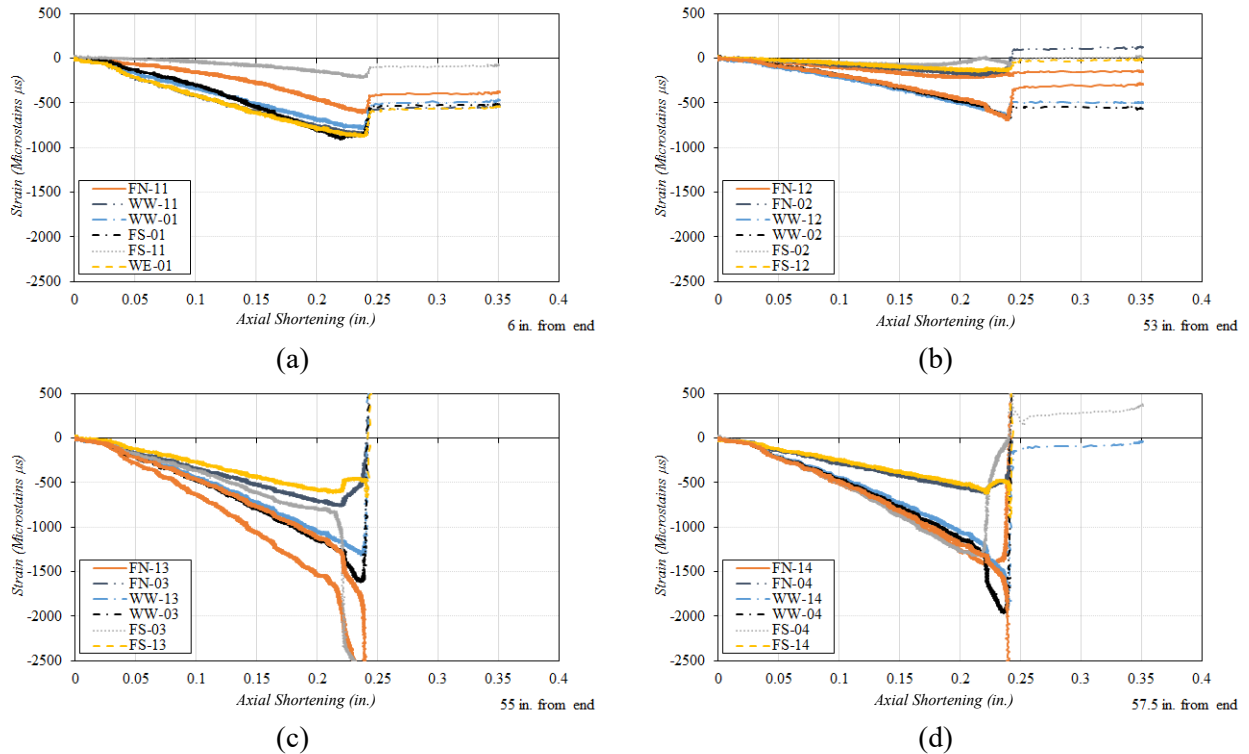 500
0
-500
-1000
-1500
-2000
-2500
Strain (Microstains µs)
FN-11
WW-11
WW-01
FS-01
FS-11
WE-01
0 0.05 0.1 0.15 0.2 0.25 0.3 0.35 0.4
Axial Shortening (in.)
6 in. from end
(a)
500
0
-500
-1000
-1500
-2000
-2500
Strain (Microstains µs)
FN-12
FN-02
WW-12
WW-02
FS-02
FS-12
0 0.05 0.1 0.15 0.2 0.25 0.3 0.35 0.4
Axial Shortening (in.)
53 in. from end
(b)
500
0
-500
-1000
-1500
-2000
-2500
Strain (Microstains µs)
FN-13
FN-03
WW-13
WW-03
FS-03
FS-13
0 0.05 0.1 0.15 0.2 0.25 0.3 0.35 0.4
Axial Shortening (in.)
55 in. from end
(c)
500
0
-500
-1000
-1500
-2000
-2500
Strain (Microstains µs)
FN-14
FN-04
WW-14
WW-04
FS-04
FS-14
0 0.05 0.1 0.15 0.2 0.25 0.3 0.35 0.4
Axial Shortening (in.)
57.5 in. from end
(d)